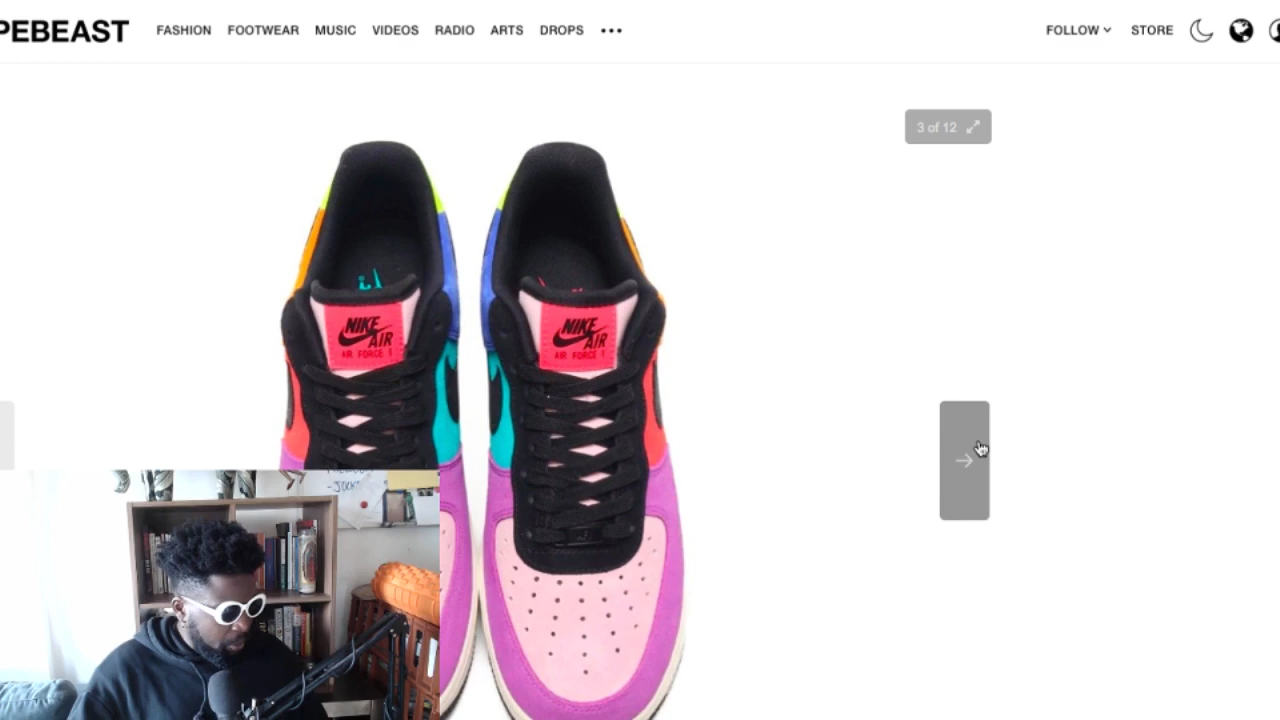 PEBEAST
FASHION FOOTWEAR MUSIC VIDEOS RADIO ARTS DROPS
FOLLOW STORE
3 of 12
NIKE
AIR
AIR FORCE 1
NIKE
AIR
AIR FORCE 1